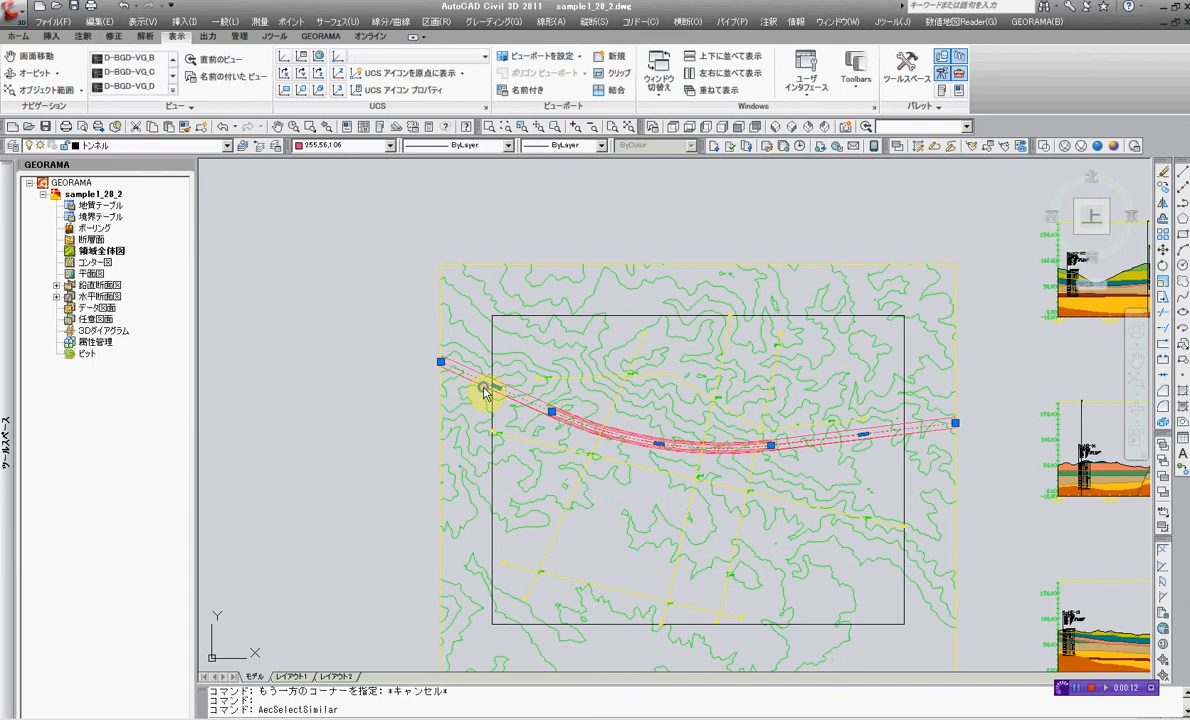 AutoCAD Civil 3D 2011 sample1_28_2.dwg
キーワードまたは語句を入力
ファイル(F) 編集(E) 表示(V) 挿入(I) 一般(L) 測量 ポイント サーフェス(U) 線分/曲線 区画(R) グレーディング(G) 線形(A) 縦断(S) コリドー(C) 横断(O) パイプ(P) 注釈 情報 ウィンドウ(W) Jツール(J) 数値地図Reader(G) GEORAMA(B)
ホーム 挿入 注釈 修正 解析 表示 出力 管理 Jツール GEORAMA オンライン
画面移動
オービット
オブジェクト範囲
ナビゲーション
D-BGD-VG_B
D-BGD-VG_C
D-BGD-VG_D
直前のビュー
名前の付いたビュー
ビュー
UCS アイコンを原点に表示
UCS アイコン プロパティ
UCS
ビューポートを設定
新規
ポリゴン ビューポート
クリップ
名前付き
結合
ビューポート
ウィンドウ
切替え
上下に並べて表示
左右に並べて表示
重ねて表示
ユーザ
インタフェース
Toolbars
Windows
ツールスペース
パレット
トンネル
255,56,106
ByLayer
ByLayer
ByColor
GEORAMA
GEORAMA
sample1_28_2
地質テーブル
境界テーブル
ボーリング
断層面
領域全体図
コンター図
平面図
鉛直断面図
水平断面図
データ図面
任意図面
3Dダイアグラム
属性管理
ピット
ツールスペース
上
東
Y
X
モデル レイアウト1 レイアウト2
コマンド: もう一方のコーナーを指定: *キャンセル*
コマンド:
コマンド: AecSelectSimilar
0:00:12